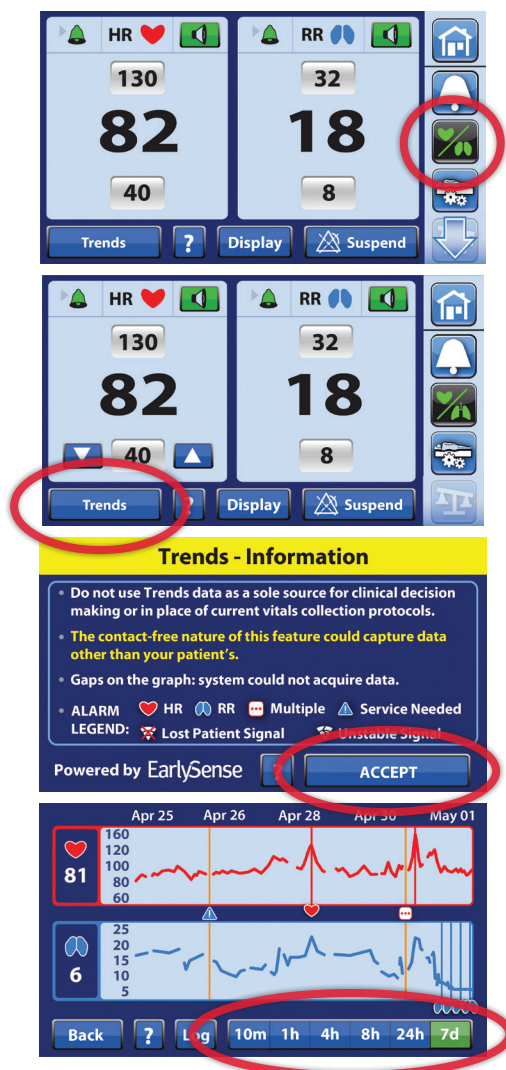 HR RR
130 32
82 18
40 8
Trends ? Display Suspend
HR RR
130 32
82 18
40 8
Trends ? Display Suspend
Trends - Information
• Do not use Trends data as a sole source for clinical decision
making or in place of current vitals collection protocols.
• The contact-free nature of this feature could capture data
other than your patient's.
• Gaps on the graph: system could not acquire data.
• ALARM HR RR Multiple Service Needed
LEGEND: Lost Patient Signal Unstable Signal
Powered by EarlySense ? ACCEPT
Apr 25 Apr 26 Apr 28 Apr 30 May 01
160
120
100
80
60
81
25
20
15
10
5
6
Back ? Log 10m 1h 4h 8h 24h 7d